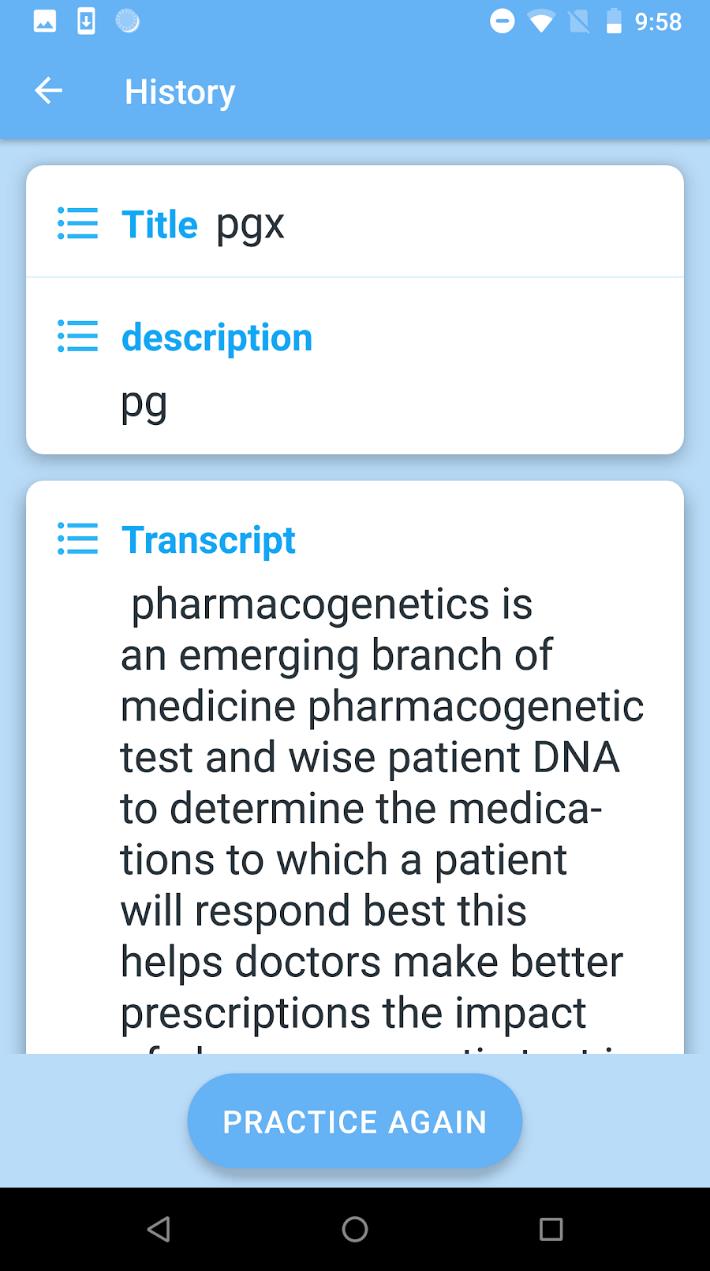 9:58
History
Title pgx
description
pg
Transcript
pharmacogenetics is
an emerging branch of
medicine pharmacogenetic
test and wise patient DNA
to determine the medica-
tions to which a patient
will respond best this
helps doctors make better
prescriptions the impact
PRACTICE AGAIN